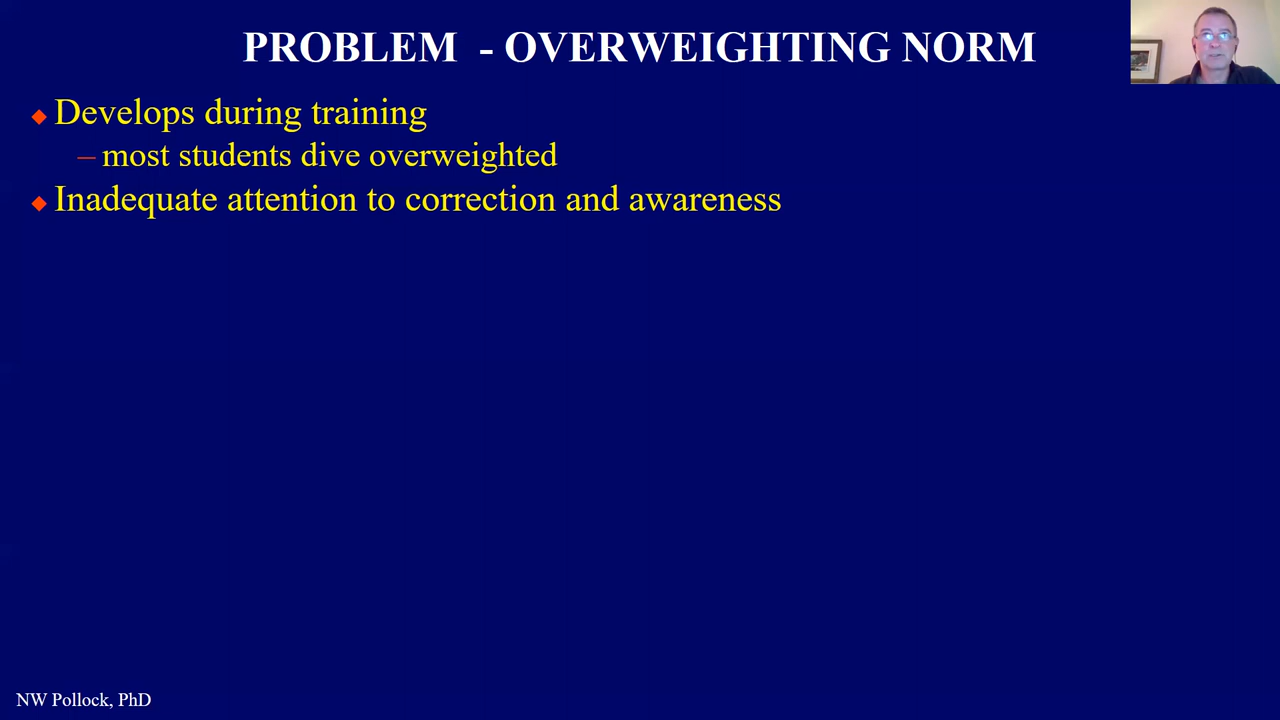 PROBLEM - OVERWEIGHTING NORM
Develops during training
– most students dive overweighted
Inadequate attention to correction and awareness
NW Pollock, PhD